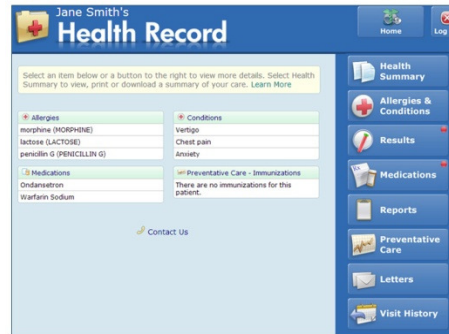 Jane Smith's
Health Record
Home
Log
Select an item below or a button to
the right to view more details. Select Health
Summary to view, print or download a
summary of your care. Learn More
Allergies
morphine (MORPHINE)
lactose (LACTOSE)
penicillin G (PENICILLIN G)
Conditions
Vertigo
Chest pain
Anxiety
Medications
Ondansetron
Warfarin Sodium
Preventative Care - Immunizations
There are no immunizations for this
patient.
Contact Us
Health
Summary
Allergies &
Conditions
Results
Medications
Reports
Preventative
Care
Letters
Visit History